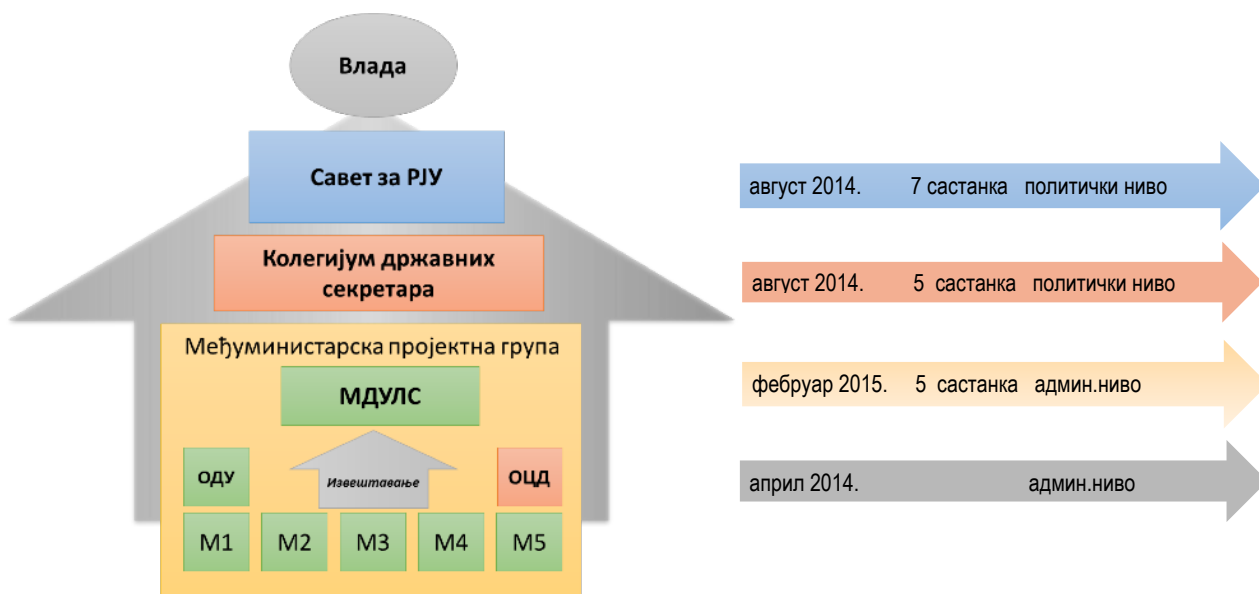 Влада
Савет за РЈУ
Колегијум државних
секретара
Међуминистарска пројектна група
МДУЛС
ОДУ
Извештавање
ОЦД
М1 М2 М3 М4 М5
август 2014. 7 састанка политички ниво
август 2014. 5 састанка политички ниво
фебруар 2015. 5 састанка админ.ниво
април 2014. админ.ниво